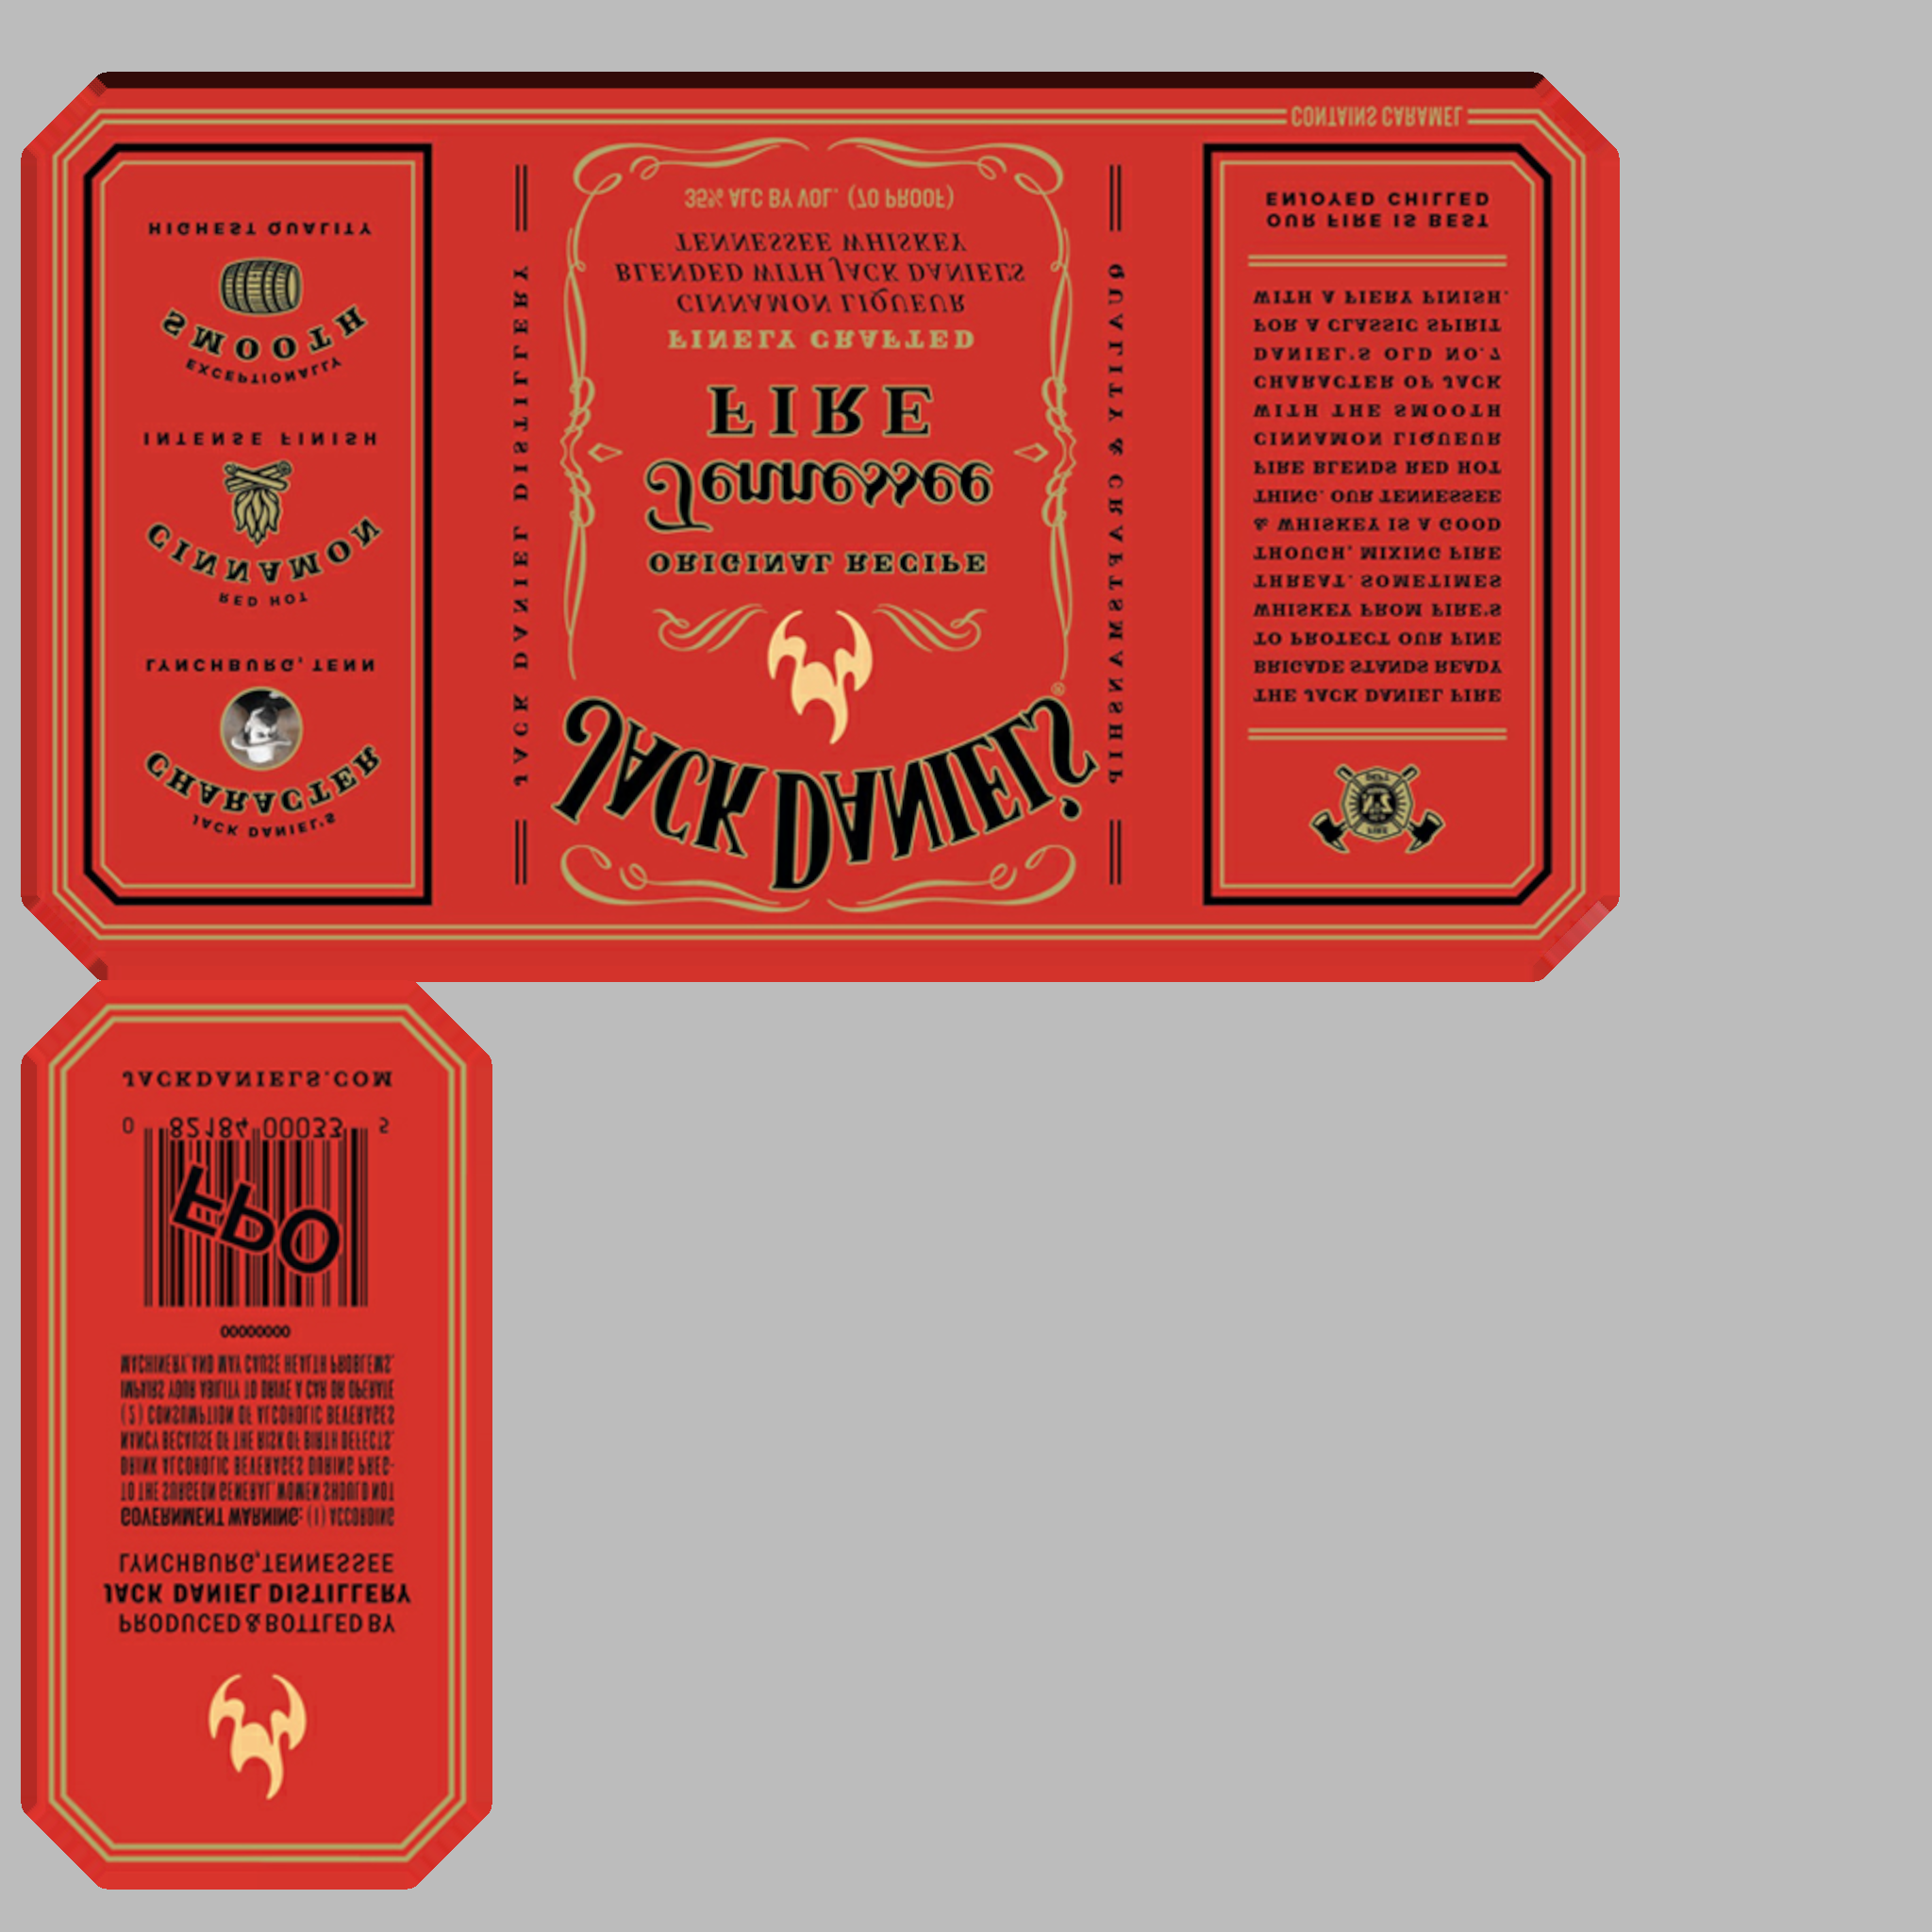 JACK DANIEL'S
CHARACTER
LYNCHBURG, TENN
RED HOT
CINNAMON
INTENSE FINISH
EXCEPTIONALLY
SMOOTH
HIGHEST QUALITY
JACK DANIEL DISTILLERY
JACK DANIEL'S®
ORIGINAL RECIPE
Tennessee
FIRE
FINELY CRAFTED
CINNAMON LIQUEUR
BLENDED WITH JACK DANIEL'S
TENNESSEE WHISKEY
35% ALC BY VOL. (70 PROOF)
QUALITY & CRAFTSMANSHIP
FIRE
DEPT
THE JACK DANIEL FIRE
BRIGADE STANDS READY
TO PROTECT OUR FINE
WHISKEY FROM FIRE'S
THREAT. SOMETIMES
THOUGH, MIXING FIRE
& WHISKEY IS A GOOD
THING. OUR TENNESSEE
FIRE BLENDS RED HOT
CINNAMON LIQUEUR
WITH THE SMOOTH
CHARACTER OF JACK
DANIEL'S OLD NO.7
FOR A CLASSIC SPIRIT
WITH A FIERY FINISH.
OUR FIRE IS BEST
ENJOYED CHILLED
CONTAINS CARAMEL
PRODUCED & BOTTLED BY
JACK DANIEL DISTILLERY
LYNCHBURG, TENNESSEE
GOVERNMENT WARNING: (1) ACCORDING
TO THE SURGEON GENERAL, WOMEN SHOULD NOT
DRINK ALCOHOLIC BEVERAGES DURING PREG-
NANCY BECAUSE OF THE RISK OF BIRTH DEFECTS.
(2) CONSUMPTION OF ALCOHOLIC BEVERAGES
IMPAIRS YOUR ABILITY TO DRIVE A CAR OR OPERATE
MACHINERY, AND MAY CAUSE HEALTH PROBLEMS.
00000000
FPO
0 82184 00033 5
JACKDANIELS.COM